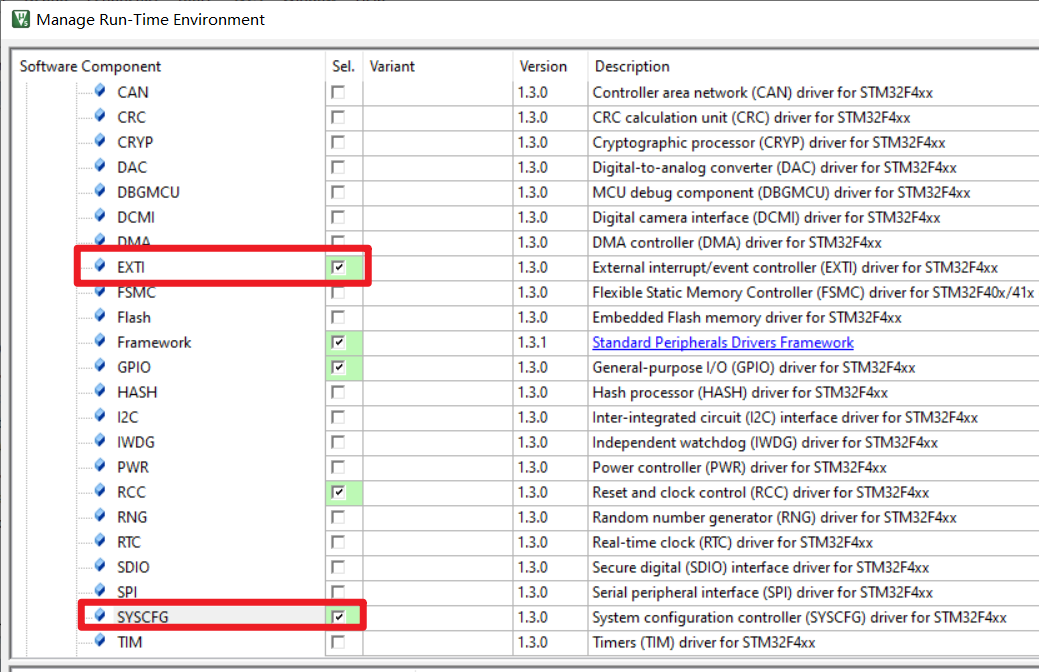 Manage Run-Time Environment
Software Component Sel. Variant Version Description
CAN 1.3.0 Controller area network (CAN) driver for STM32F4xx
CRC 1.3.0 CRC calculation unit (CRC) driver for STM32F4xx
CRYP 1.3.0 Cryptographic processor (CRYP) driver for STM32F4xx
DAC 1.3.0 Digital-to-analog converter (DAC) driver for STM32F4xx
DBGMCU 1.3.0 MCU debug component (DBGMCU) driver for STM32F4xx
DCMI 1.3.0 Digital camera interface (DCMI) driver for STM32F4xx
DMA 1.3.0 DMA controller (DMA) driver for STM32F4xx
EXTI 1.3.0 External interrupt/event controller (EXTI) driver for STM32F4xx
FSMC 1.3.0 Flexible Static Memory Controller (FSMC) driver for STM32F40x/41x
Flash 1.3.0 Embedded Flash memory driver for STM32F4xx
Framework 1.3.1 Standard Peripherals Drivers Framework
GPIO 1.3.0 General-purpose I/O (GPIO) driver for STM32F4xx
HASH 1.3.0 Hash processor (HASH) driver for STM32F4xx
I2C 1.3.0 Inter-integrated circuit (I2C) interface driver for STM32F4xx
IWDG 1.3.0 Independent watchdog (IWDG) driver for STM32F4xx
PWR 1.3.0 Power controller (PWR) driver for STM32F4xx
RCC 1.3.0 Reset and clock control (RCC) driver for STM32F4xx
RNG 1.3.0 Random number generator (RNG) driver for STM32F4xx
RTC 1.3.0 Real-time clock (RTC) driver for STM32F4xx
SDIO 1.3.0 Secure digital (SDIO) interface driver for STM32F4xx
SPI 1.3.0 Serial peripheral interface (SPI) driver for STM32F4xx
SYSCFG 1.3.0 System configuration controller (SYSCFG) driver for STM32F4xx
TIM 1.3.0 Timers (TIM) driver for STM32F4xx